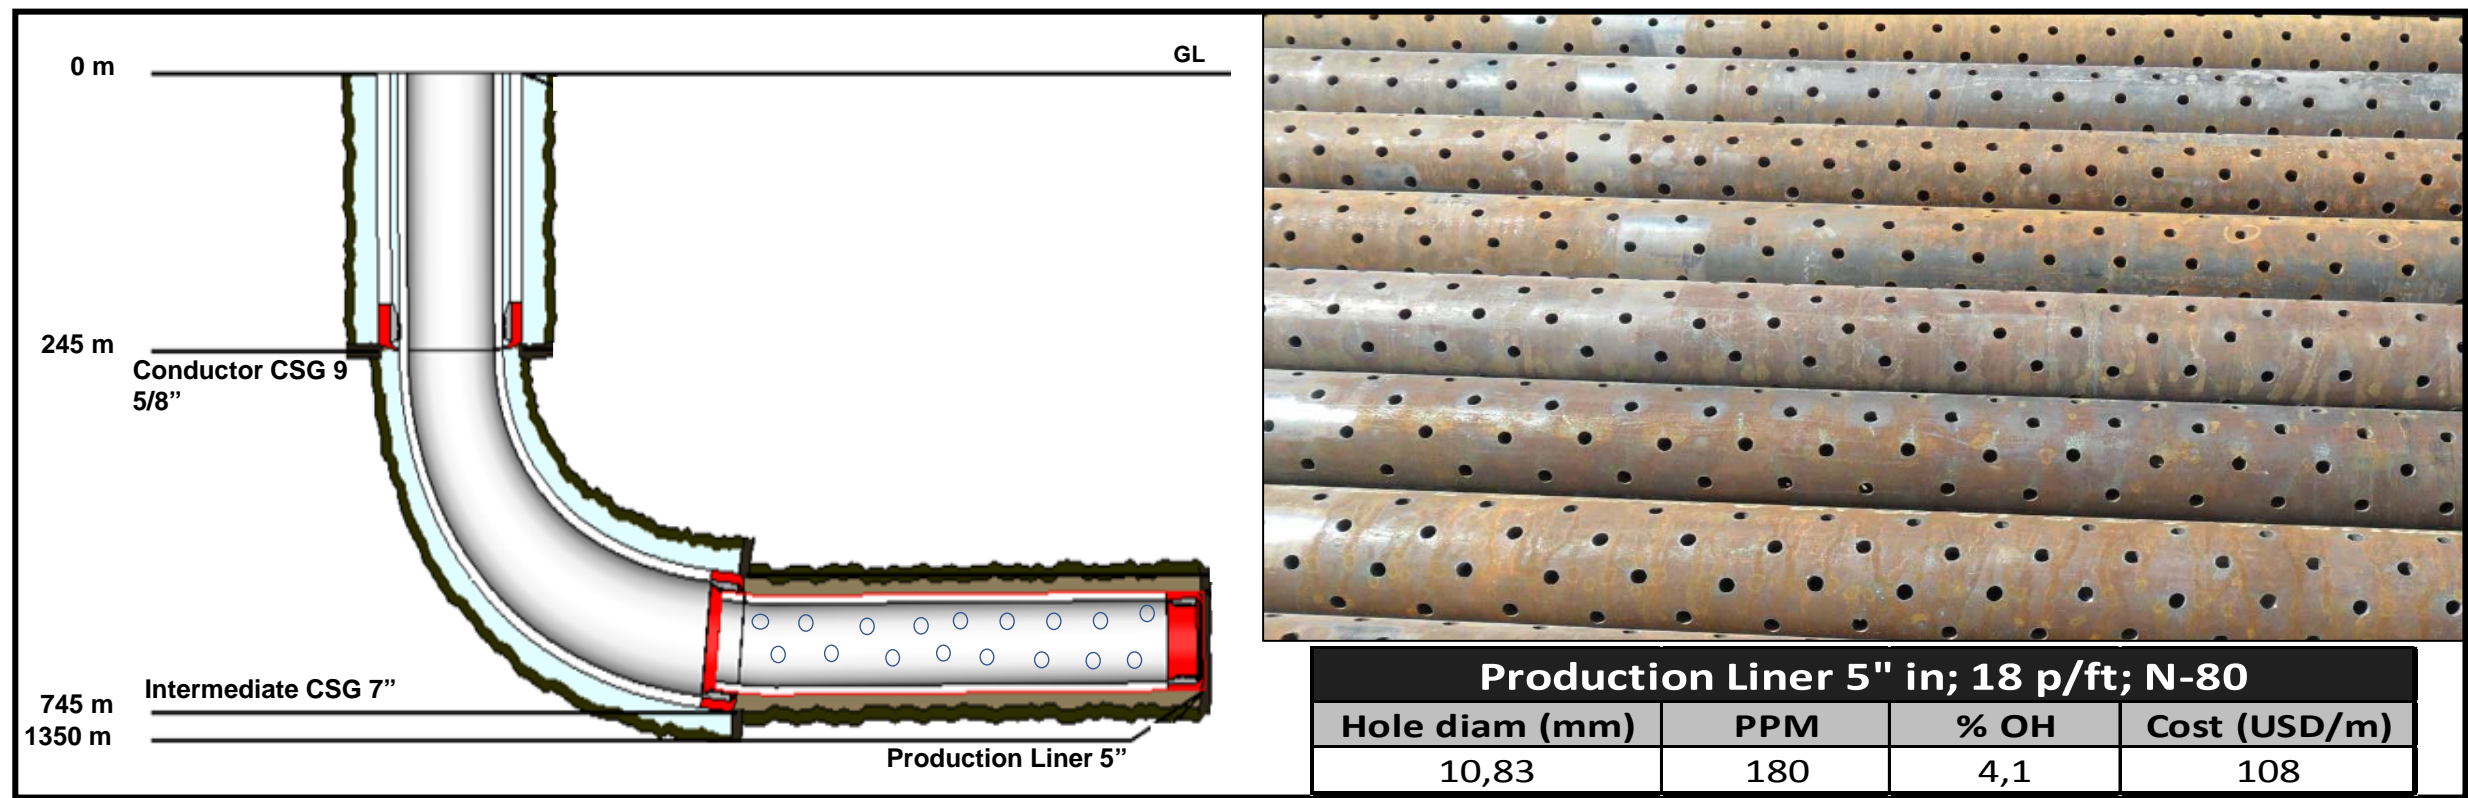 GL
0 m
245 m
Conductor CSG 9
5/8”
Intermediate CSG 7”
745 m
1350 m
Production Liner 5”
Production Liner 5" in; 18 p/ft; N-80
Hole diam (mm) PPM % OH Cost (USD/m)
10,83 180 4,1 108